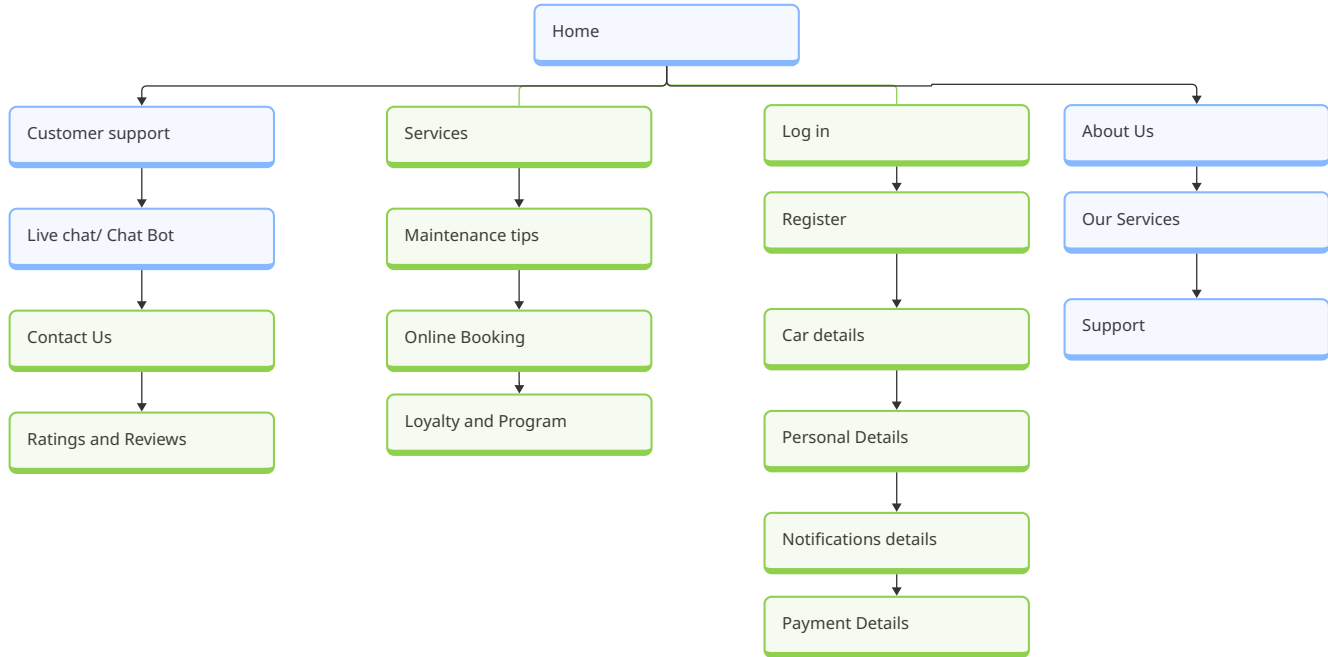 Home
Customer support
Services
Log in
About Us
Live chat/ Chat Bot
Maintenance tips
Register
Our Services
Contact Us
Online Booking
Car details
Support
Ratings and Reviews
Loyalty and Program
Personal Details
Notifications details
Payment Details